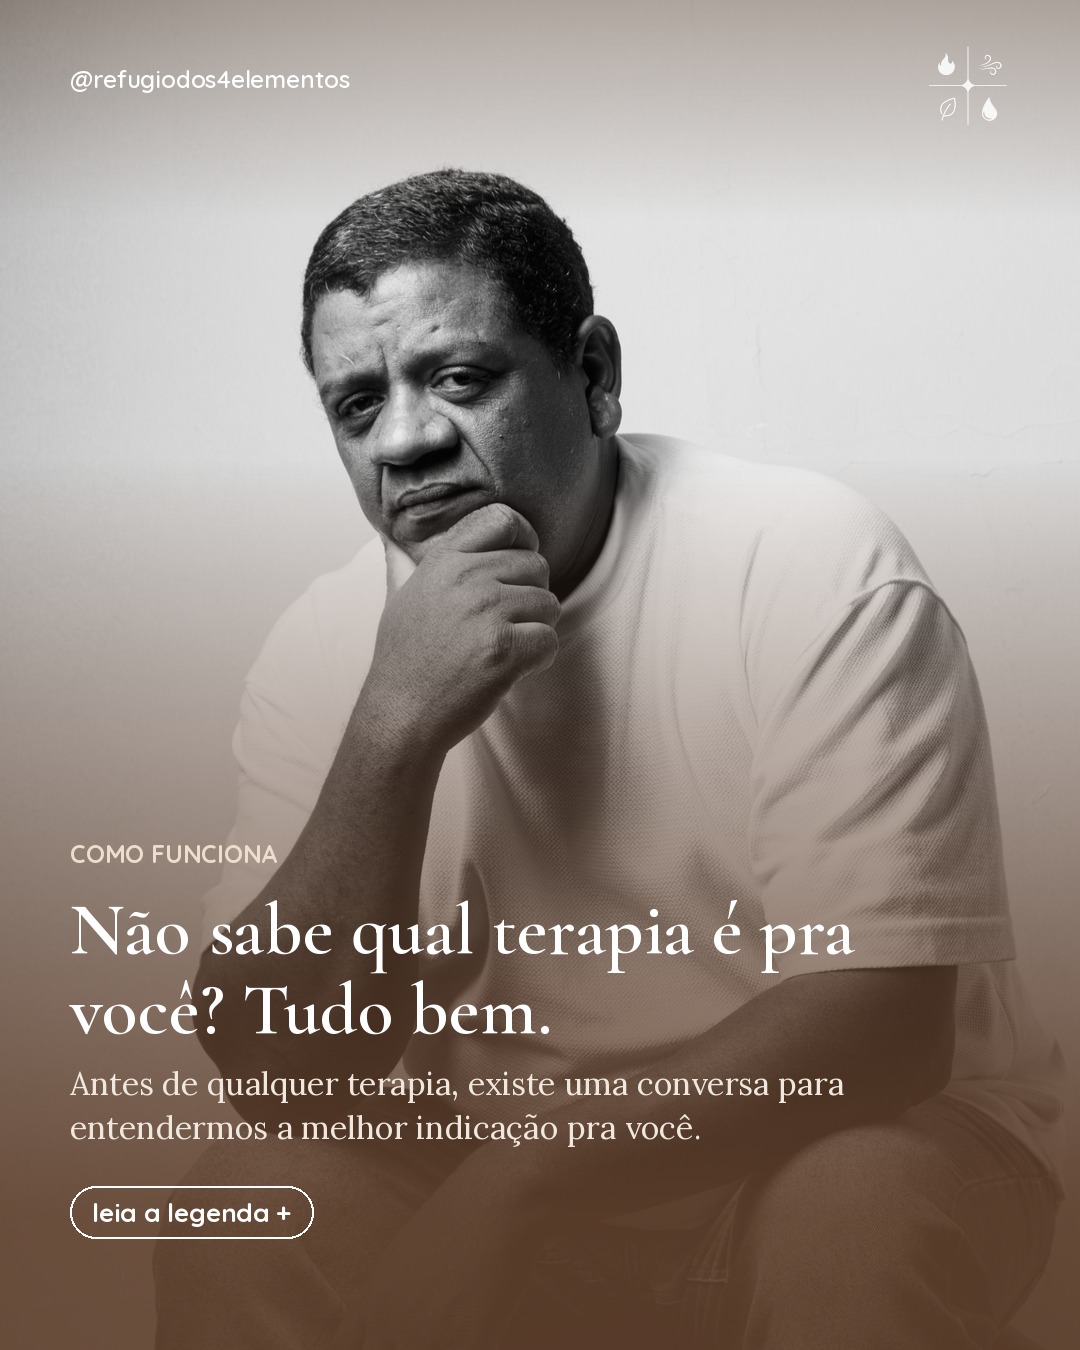 @refugiodos4elementos
COMO FUNCIONA
Não sabe qual terapia é pra
você? Tudo bem.
Antes de qualquer terapia, existe uma conversa para
entendermos a melhor indicação pra você.
leia a legenda +